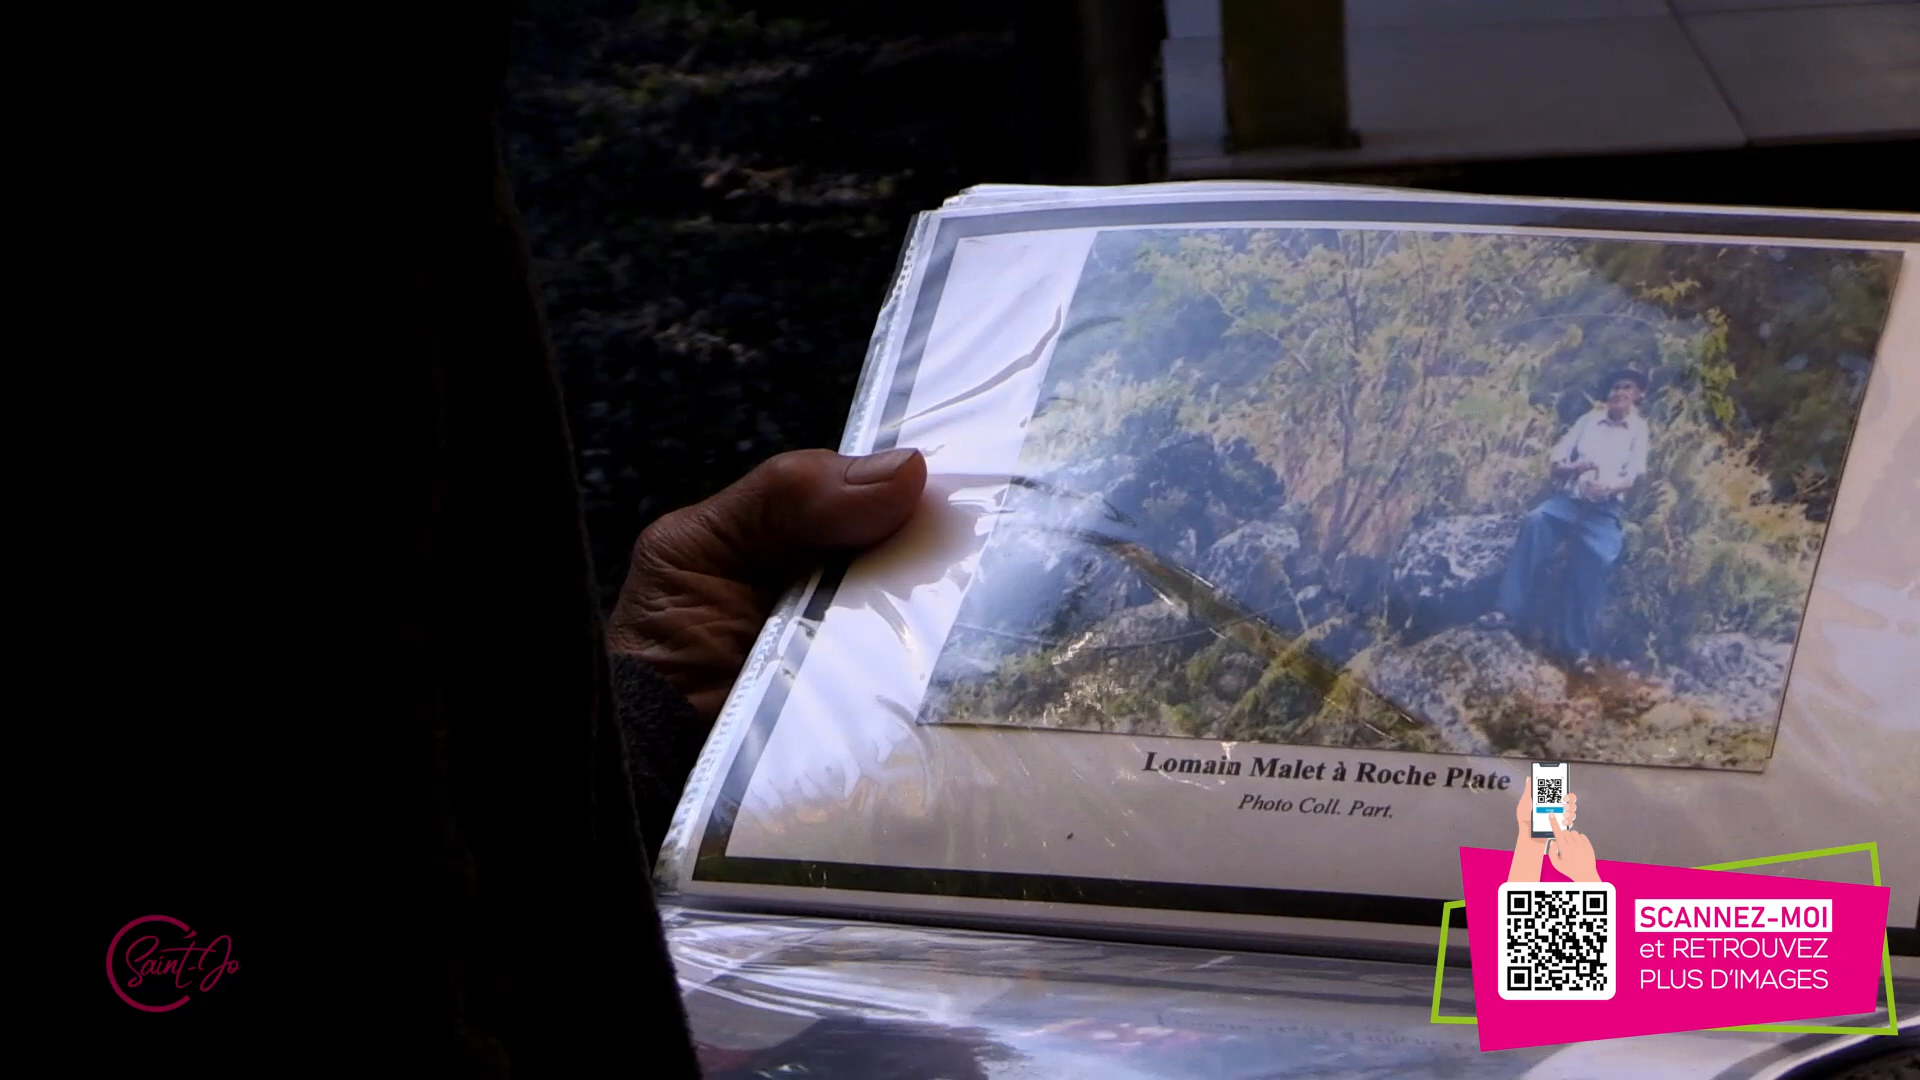 Lomain Malet à Roche Plate
Photo Coll. Part.
SCANNEZ-MOI
et RETROUVEZ
PLUS D'IMAGES
Saint-Jo